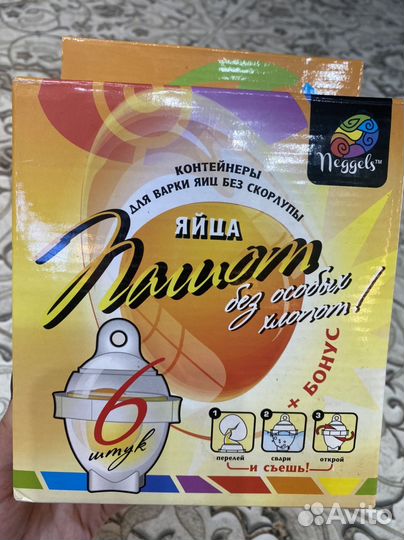 Neggels™
КОНТЕЙНЕРЫ
ДЛЯ ВАРКИ ЯИЦ БЕЗ СКОРЛУПЫ
ЯЙЦА
Пашот
без особых
хлопот!
+ БОНУС
6
штук
1 2 3
перелей свари открой
и съешь!
Avito